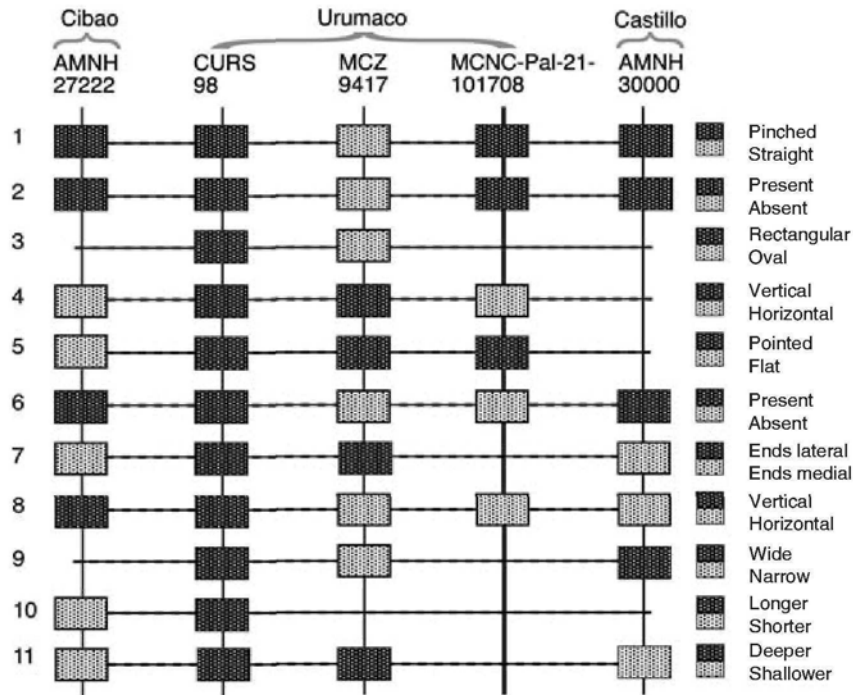 Cibao Urumaco Castillo
AMNH CURS MCZ MCNC-Pal-21- AMNH
27222 98 9417 101708 30000
1 Pinched
Straight
2 Present
Absent
3 Rectangular
Oval
4 Vertical
Horizontal
5 Pointed
Flat
6 Present
Absent
7 Ends lateral
Ends medial
8 Vertical
Horizontal
9 Wide
Narrow
10 Longer
Shorter
11 Deeper
Shallower